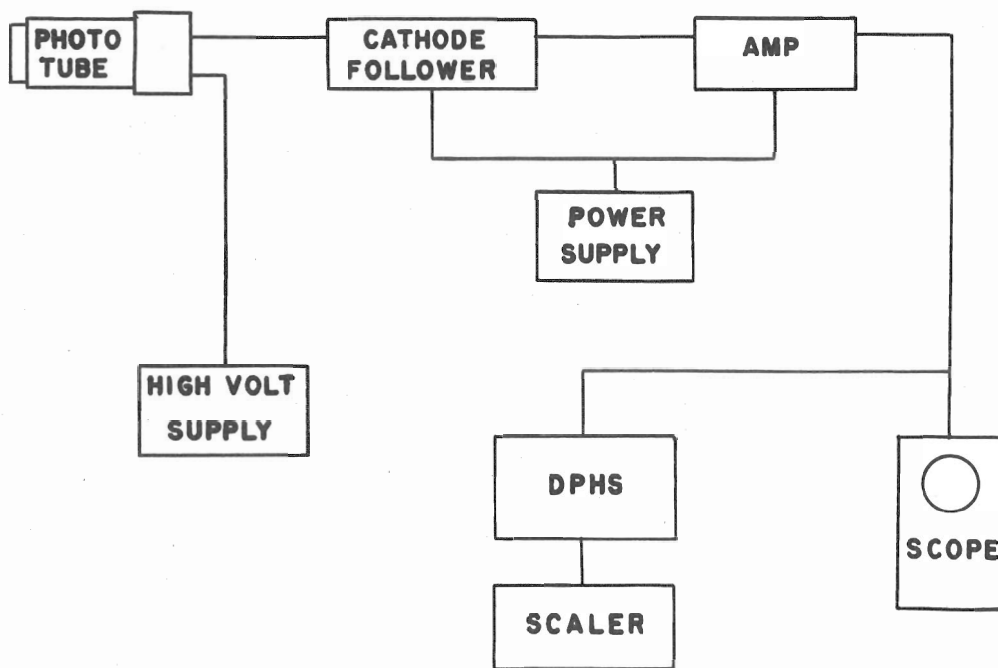 PHOTO
TUBE
CATHODE
FOLLOWER
AMP
POWER
SUPPLY
HIGH VOLT
SUPPLY
DPHS
SCOPE
SCALER